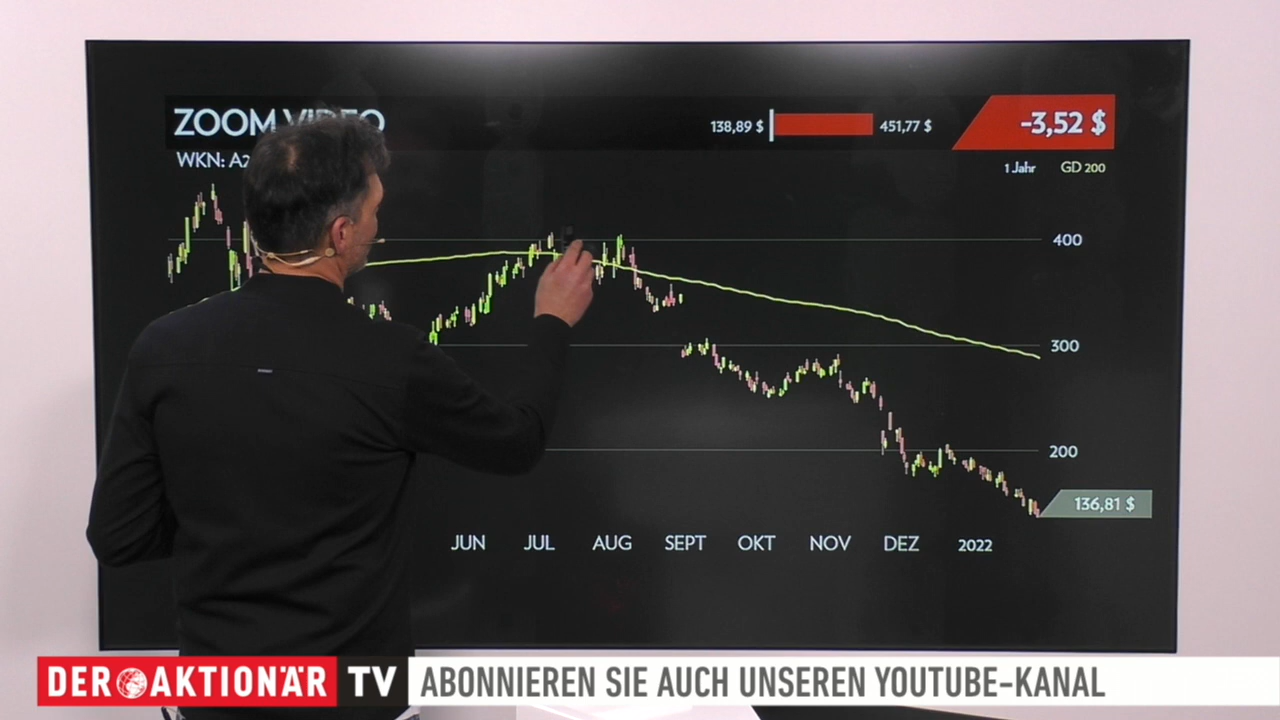 ZOOM VIDEO
138,89 $
451,77 $
-3,52 $
WKN: A2
1 Jahr
GD 200
400
300
200
136,81 $
JUN JUL AUG SEPT OKT NOV DEZ 2022
DER AKTIONÄR TV
ABONNIEREN SIE AUCH UNSEREN YOUTUBE-KANAL